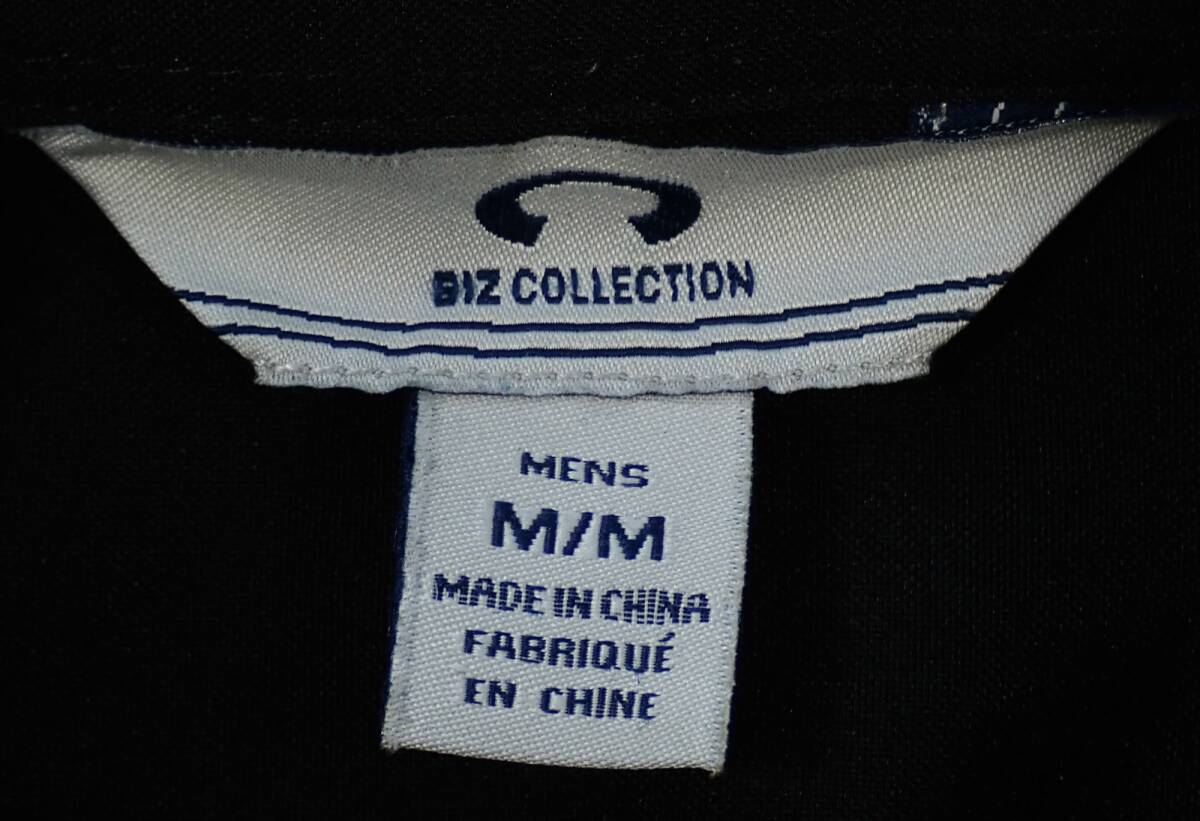 BIZ COLLECTION
MENS
M/M
MADE IN CHINA
FABRIQUÉ
EN CHINE